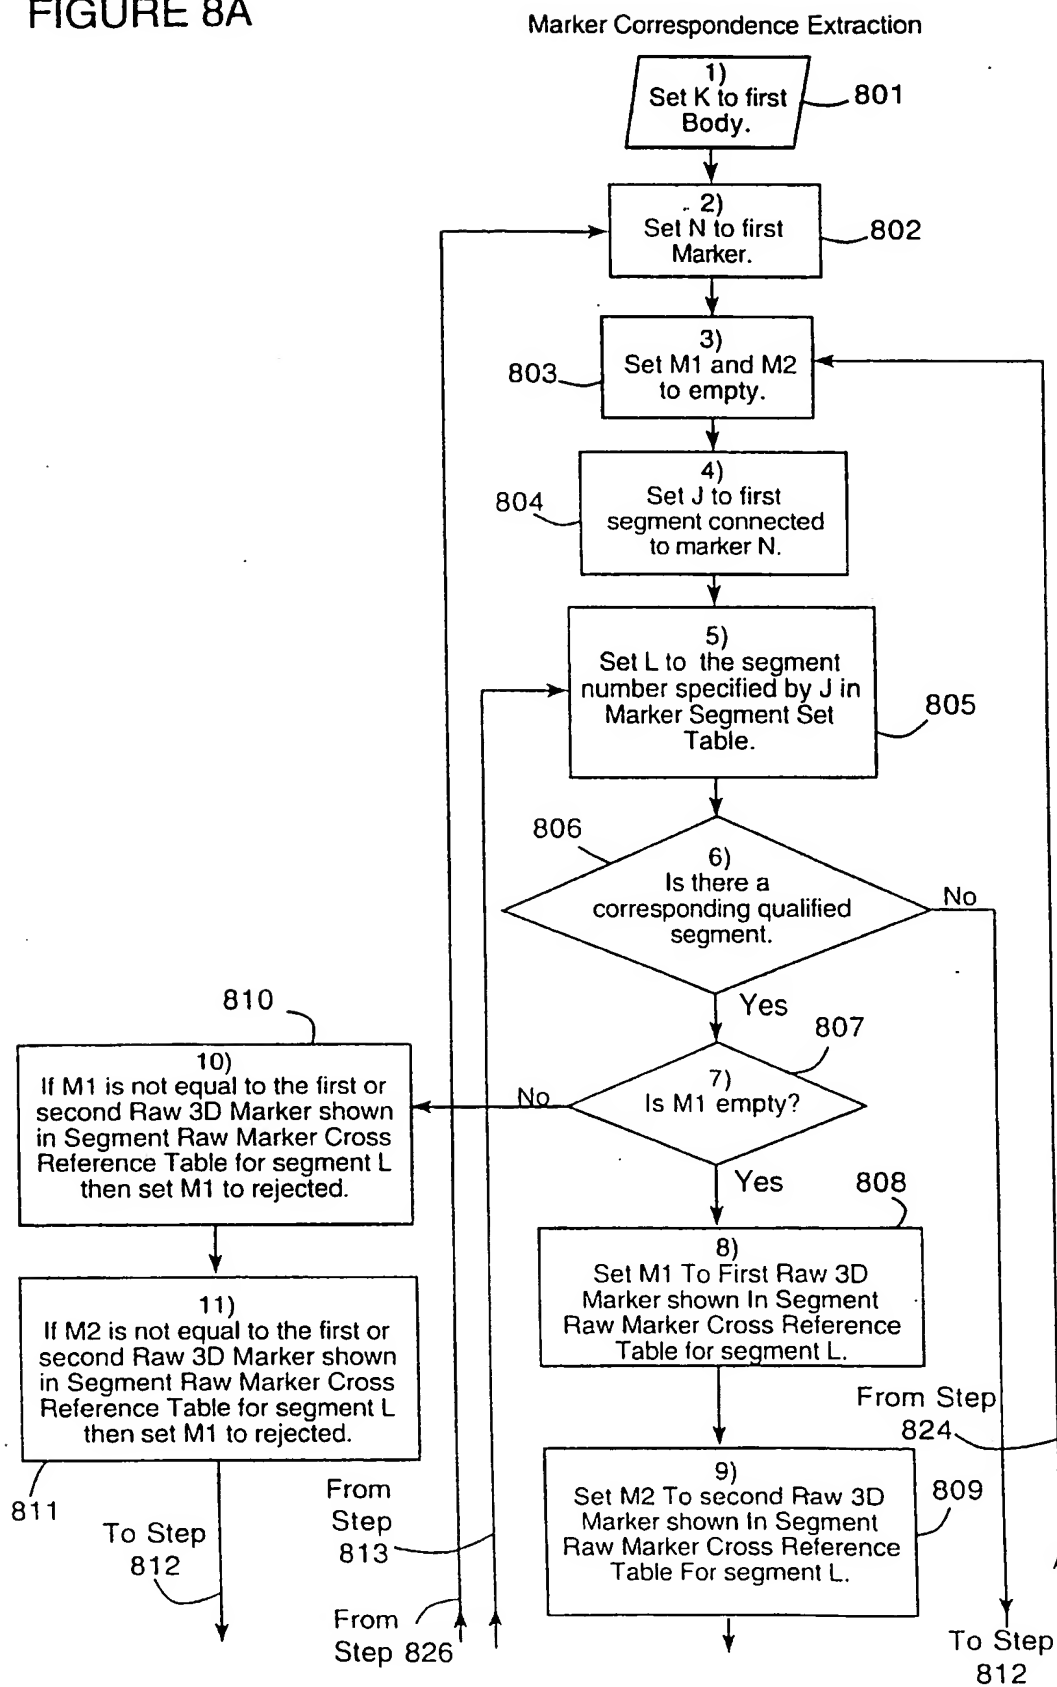 FIGURE 8A
Marker Correspondence Extraction
1)
Set K to first
Body.
801
2)
Set N to first
Marker.
802
3)
Set M1 and M2
to empty.
803
4)
Set J to first
segment connected
to marker N.
804
5)
Set L to the segment
number specified by J in
Marker Segment Set
Table.
805
806
6)
Is there a
corresponding qualified
segment.
No
Yes
807
7)
Is M1 empty?
No
Yes
810
10)
If M1 is not equal to the first or
second Raw 3D Marker shown
in Segment Raw Marker Cross
Reference Table for segment L
then set M1 to rejected.
808
8)
Set M1 To First Raw 3D
Marker shown In Segment
Raw Marker Cross Reference
Table for segment L.
11)
If M2 is not equal to the first or
second Raw 3D Marker shown
in Segment Raw Marker Cross
Reference Table for segment L
then set M1 to rejected.
811
From Step
824
9)
Set M2 To second Raw 3D
Marker shown In Segment
Raw Marker Cross Reference
Table For segment L.
809
To Step
812
From
Step
813
From
Step 826
To Step
812